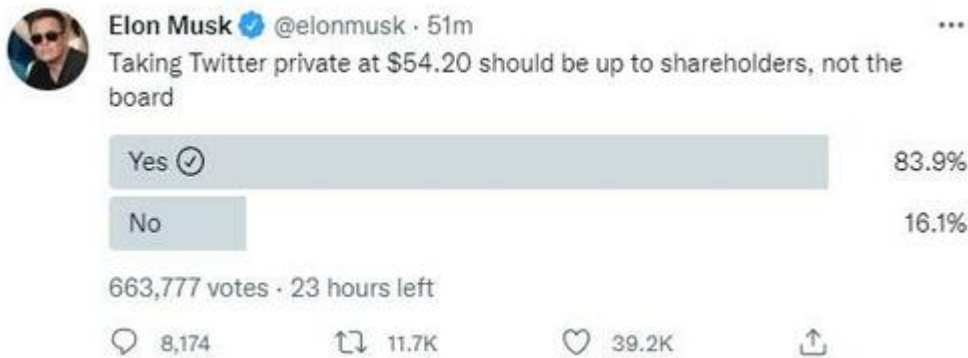 Elon Musk @elonmusk · 51m
Taking Twitter private at $54.20 should be up to shareholders, not the
board
Yes 83.9%
No 16.1%
663,777 votes · 23 hours left
8,174 11.7K 39.2K